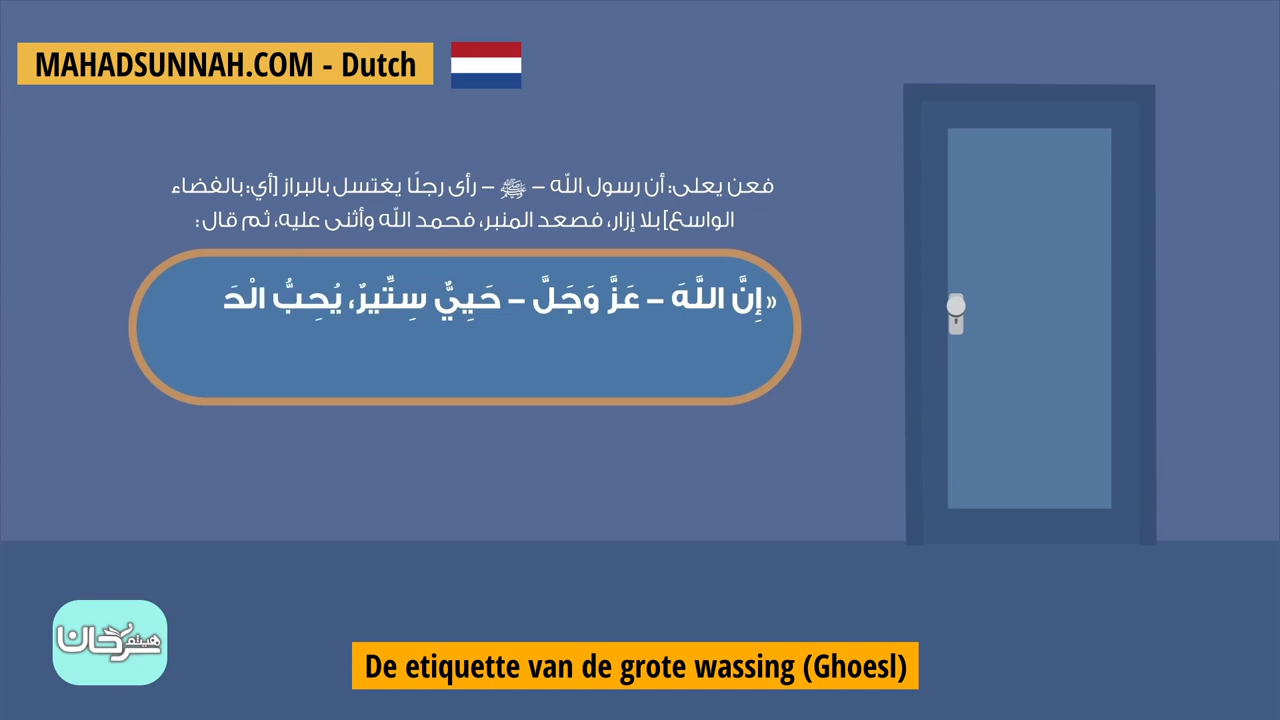 MAHADSUNNAH.COM - Dutch
فعن يعلى: أن رسول الله - ﷺ - رأى رجلًا يغتسل بالبراز [أي: بالفضاء
الواسع] بلا إزار، فصعد المنبر، فحمد الله وأثنى عليه، ثم قال:
«إِنَّ اللَّهَ - عَزَّ وَجَلَّ - حَيِيٌّ سِتِّيرٌ، يُحِبُّ الْحَ
هيثم
سرحان
De etiquette van de grote wassing (Ghoesl)